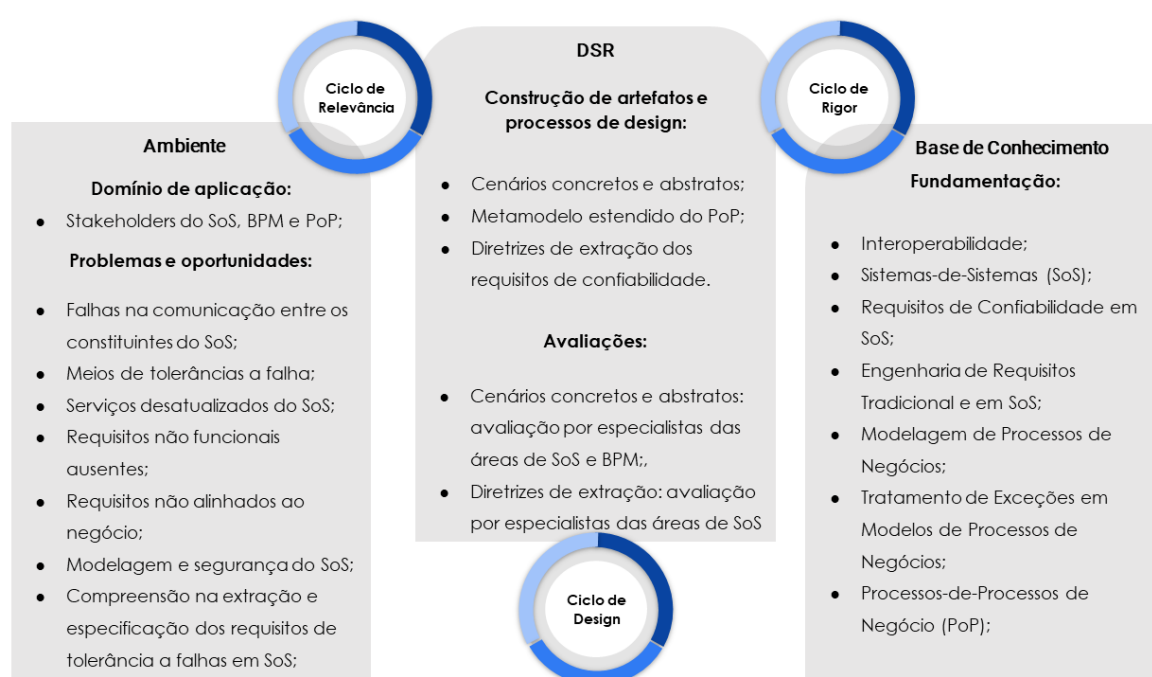 Ciclo de
Relevância
Ambiente
Domínio de aplicação:
● Stakeholders do SoS, BPM e PoP;
Problemas e oportunidades:
● Falhas na comunicação entre os
constituintes do SoS;
● Meios de tolerâncias a falha;
● Serviços desatualizados do SoS;
● Requisitos não funcionais
ausentes;
● Requisitos não alinhados ao
negócio;
● Modelagem e segurança do SoS;
● Compreensão na extração e
especificação dos requisitos de
tolerância a falhas em SoS;
DSR
Construção de artefatos e
processos de design:
● Cenários concretos e abstratos;
● Metamodelo estendido do PoP;
● Diretrizes de extração dos
requisitos de confiabilidade.
Avaliações:
● Cenários concretos e abstratos:
avaliação por especialistas das
áreas de SoS e BPM;,
● Diretrizes de extração: avaliação
por especialistas das áreas de SoS
Ciclo de
Design
Ciclo de
Rigor
Base de Conhecimento
Fundamentação:
● Interoperabilidade;
● Sistemas-de-Sistemas (SoS);
● Requisitos de Confiabilidade em
SoS;
● Engenharia de Requisitos
Tradicional e em SoS;
● Modelagem de Processos de
Negócios;
● Tratamento de Exceções em
Modelos de Processos de
Negócios;
● Processos-de-Processos de
Negócio (PoP);